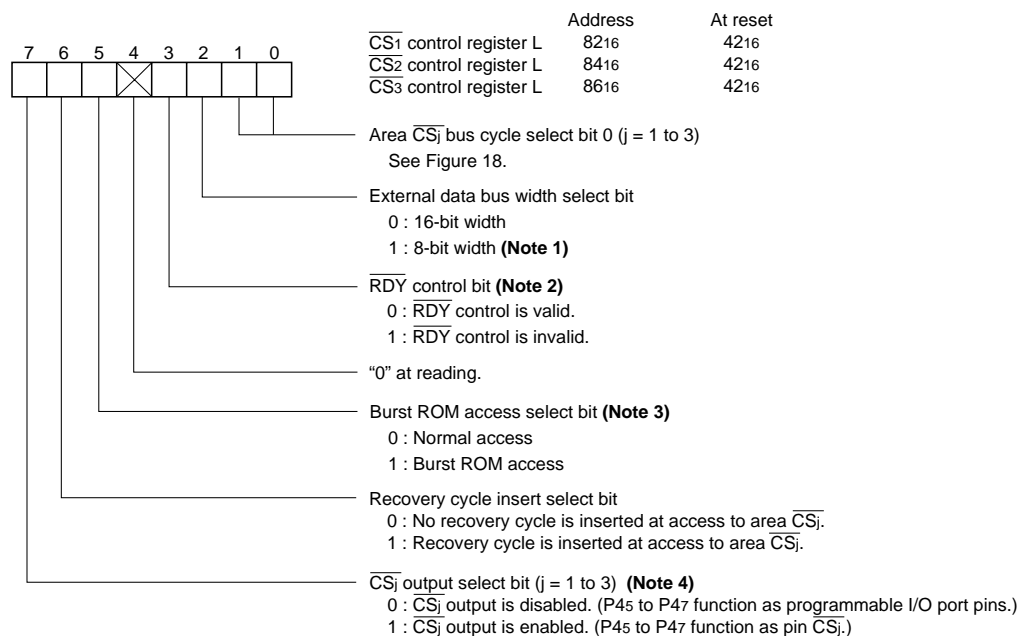 Address At reset
CS1 control register L 8216 4216
CS2 control register L 8416 4216
CS3 control register L 8616 4216
7 6 5 4 3 2 1 0
Area CSj bus cycle select bit 0 (j = 1 to 3)
See Figure 18.
External data bus width select bit
0 : 16-bit width
1 : 8-bit width (Note 1)
RDY control bit (Note 2)
0 : RDY control is valid.
1 : RDY control is invalid.
“0” at reading.
Burst ROM access select bit (Note 3)
0 : Normal access
1 : Burst ROM access
Recovery cycle insert select bit
0 : No recovery cycle is inserted at access to area CSj.
1 : Recovery cycle is inserted at access to area CSj.
CSj output select bit (j = 1 to 3) (Note 4)
0 : CSj output is disabled. (P45 to P47 function as programmable I/O port pins.)
1 : CSj output is enabled. (P45 to P47 function as pin CSj.)